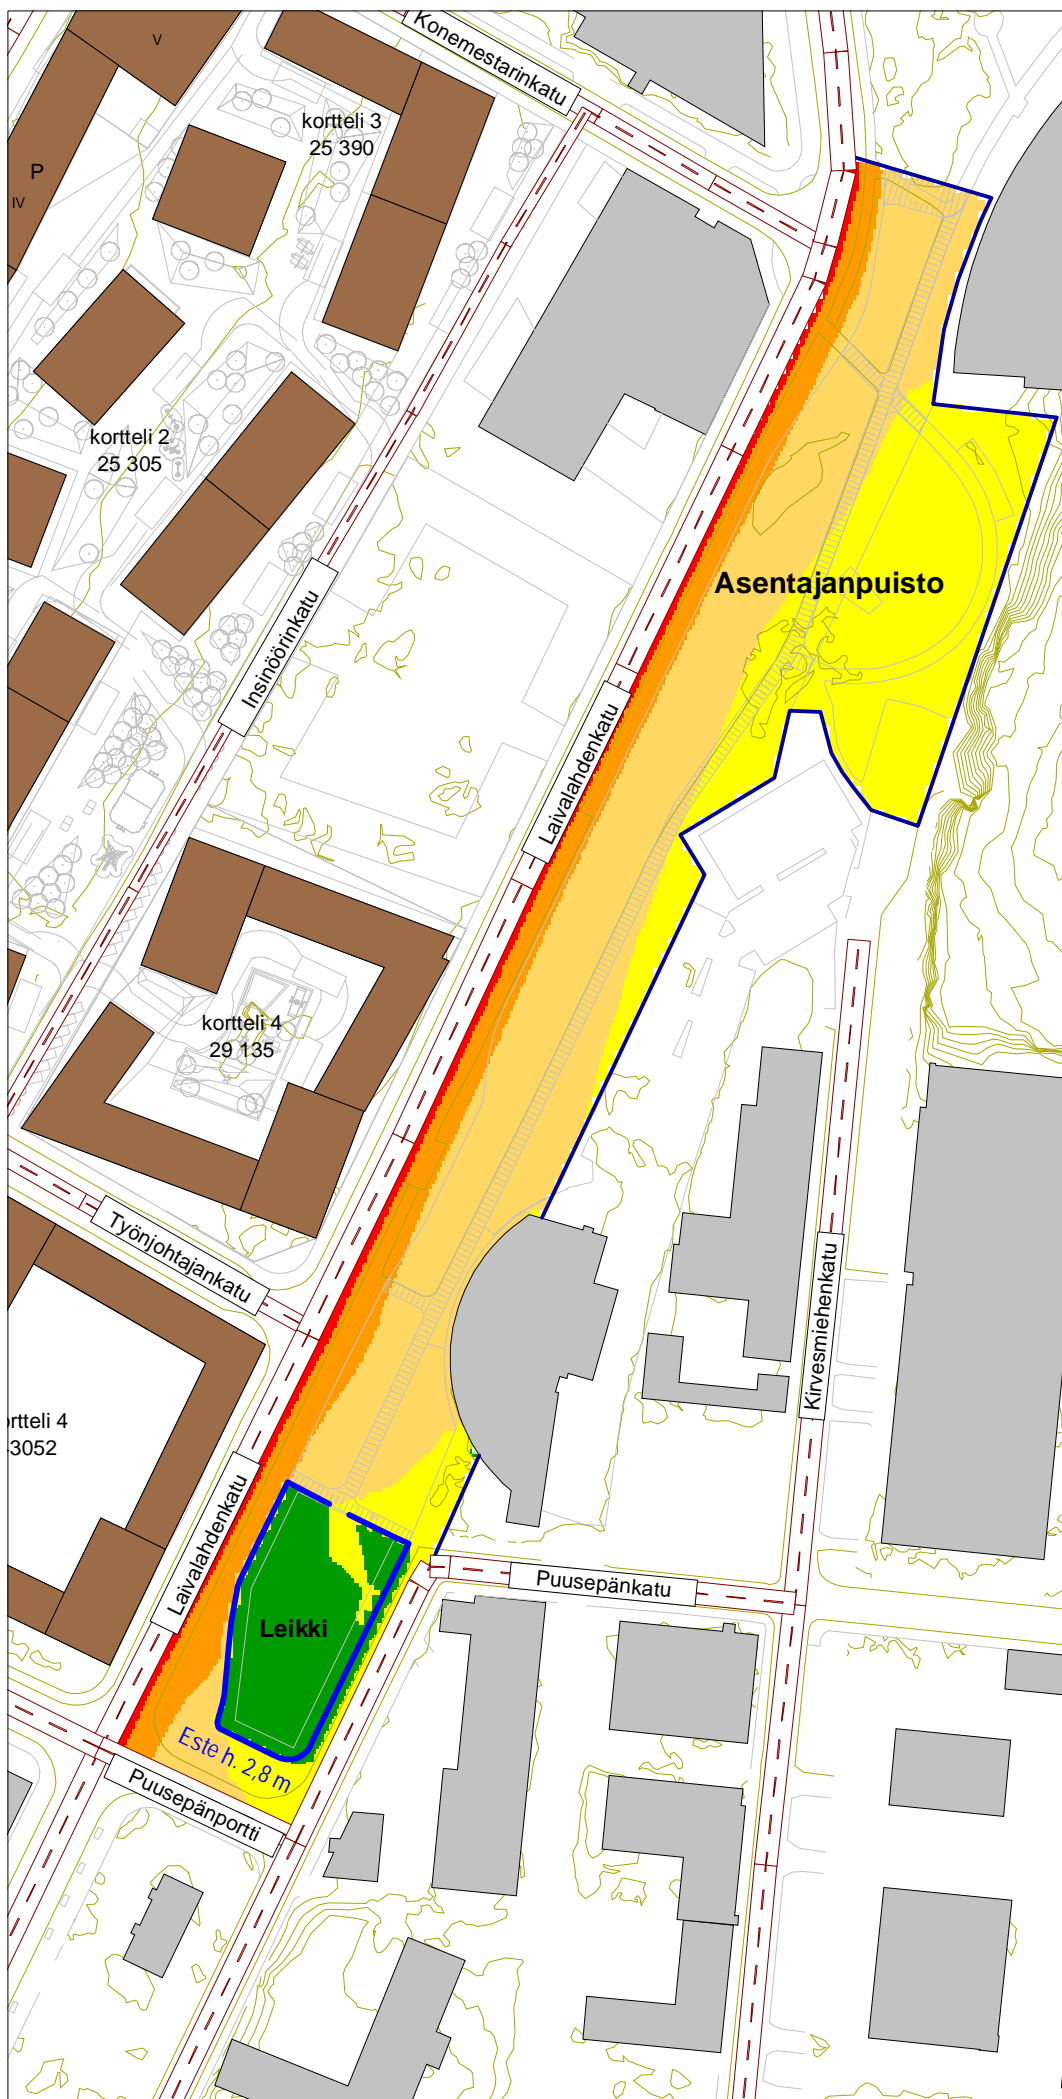 Konemestarinkatu
V
kortteli 3
25 390
P
IV
kortteli 2
25 305
Asentajanpuisto
Insinöörinkatu
Laivalahdenkatu
kortteli 4
29 135
Työnjohtajankatu
Kirvesmiehenkatu
ortteli 4
3052
Laivalahdenkatu
Puusepänkatu
Leikki
Este h. 2,8 m
Puusepänportti